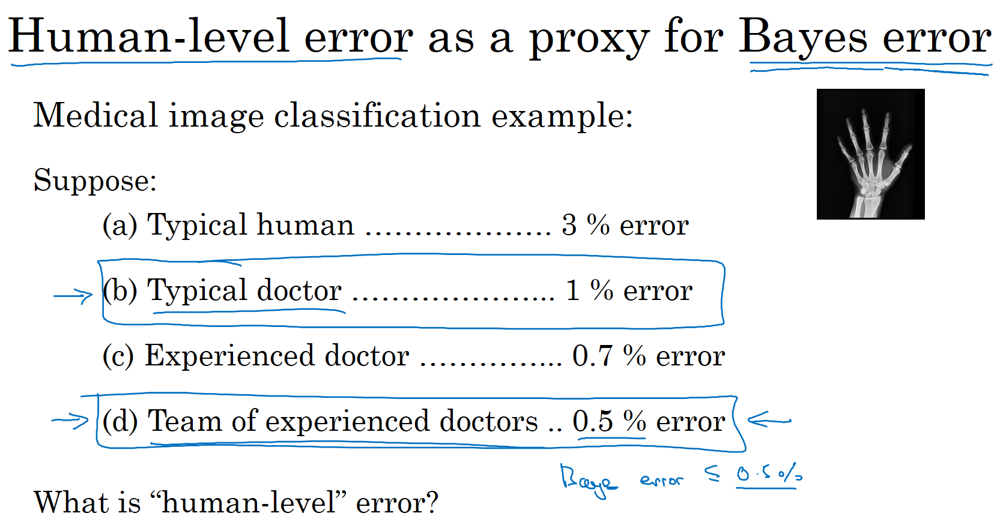 Human-level error as a proxy for Bayes error
Medical image classification example:
Suppose:
(a) Typical human ................... 3 % error
(b) Typical doctor ..................... 1 % error
(c) Experienced doctor ............... 0.7 % error
(d) Team of experienced doctors .. 0.5 % error
Baye error ≤ 0.5%
What is “human-level” error?